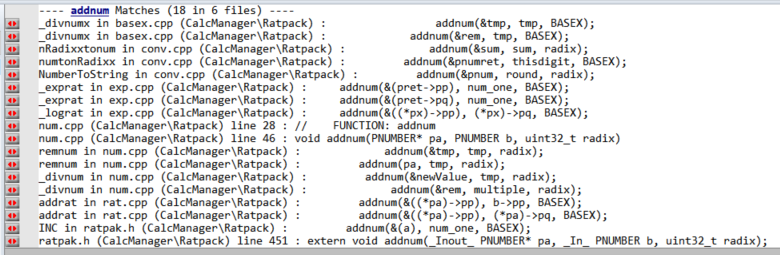 ---- addnum Matches (18 in 6 files) ----
_divnumx in basex.cpp (CalcManager\Ratpack) : addnum(&tmp, tmp, BASEX);
_divnumx in basex.cpp (CalcManager\Ratpack) : addnum(&rem, tmp, BASEX);
nRadixxtonum in conv.cpp (CalcManager\Ratpack) : addnum(&sum, sum, radix);
numtonRadixx in conv.cpp (CalcManager\Ratpack) : addnum(&pnumret, thisdigit, BASEX);
NumberToString in conv.cpp (CalcManager\Ratpack) : addnum(&pnum, round, radix);
_exprat in exp.cpp (CalcManager\Ratpack) : addnum(&(pret->pp), num_one, BASEX);
_exprat in exp.cpp (CalcManager\Ratpack) : addnum(&(pret->pq), num_one, BASEX);
_lograt in exp.cpp (CalcManager\Ratpack) : addnum(&((*px)->pp), (*px)->pq, BASEX);
num.cpp (CalcManager\Ratpack) line 28 : // FUNCTION: addnum
num.cpp (CalcManager\Ratpack) line 46 : void addnum(PNUMBER* pa, PNUMBER b, uint32_t radix)
remnum in num.cpp (CalcManager\Ratpack) : addnum(&tmp, tmp, radix);
remnum in num.cpp (CalcManager\Ratpack) : addnum(pa, tmp, radix);
_divnum in num.cpp (CalcManager\Ratpack) : addnum(&newValue, tmp, radix);
_divnum in num.cpp (CalcManager\Ratpack) : addnum(&rem, multiple, radix);
addrat in rat.cpp (CalcManager\Ratpack) : addnum(&((*pa)->pp), b->pp, BASEX);
addrat in rat.cpp (CalcManager\Ratpack) : addnum(&((*pa)->pp), (*pa)->pq, BASEX);
INC in ratpak.h (CalcManager\Ratpack) : addnum(&(a), num_one, BASEX);
ratpak.h (CalcManager\Ratpack) line 451 : extern void addnum(_Inout_ PNUMBER* pa, _In_ PNUMBER b, uint32_t radix);